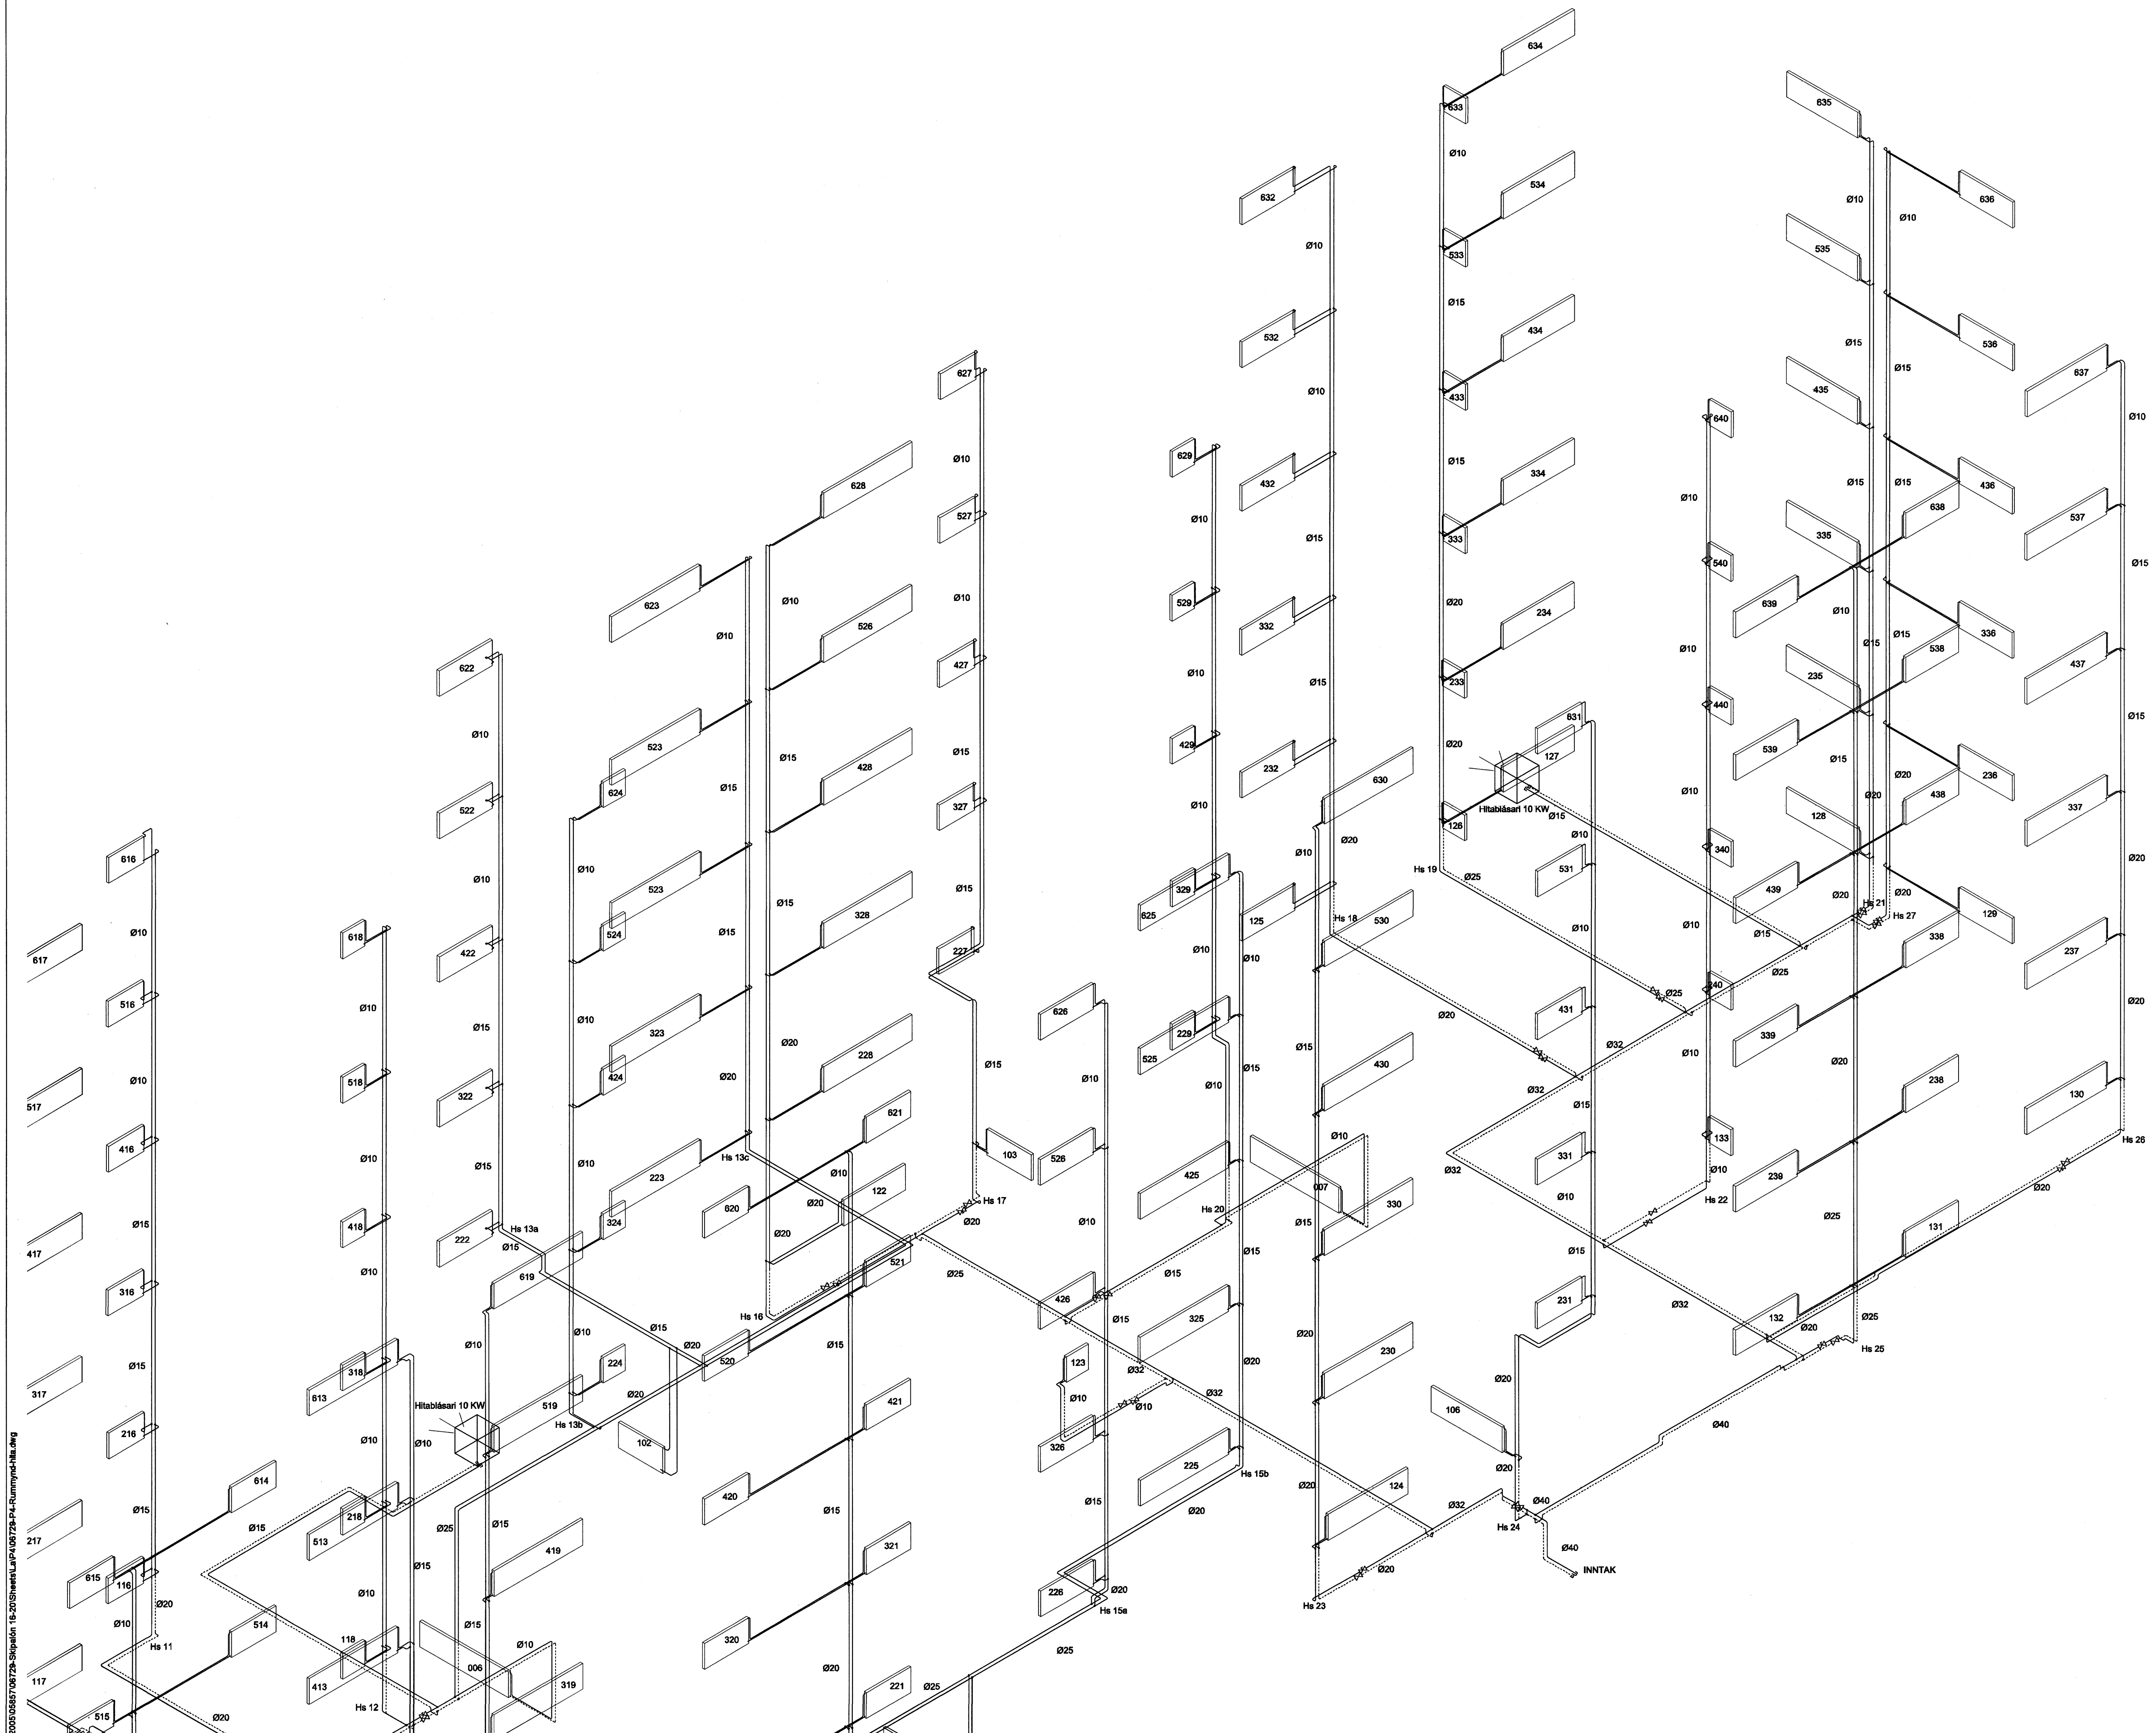 634
633
Ø10
635
534
632
636
Ø10
Ø10
535
533
Ø10
Ø15
532
434
Ø15
536
637
627
Ø15
435
433
Ø10
Ø10
640
Ø10
628
Ø10
629
334
Ø15
432
436
Ø15
Ø15
638
Ø10
527
Ø10
537
333
335
Ø15
540
Ø15
623
Ø10
529
Ø10
Ø20
639
Ø10
234
526
Ø10
332
336
Ø15
Ø15
538
622
427
Ø10
Ø10
437
235
233
Ø15
440
631
Ø15
Ø10
523
429
Ø20
127
539
Ø15
428
Ø15
Ø15
232
630
236
Ø20
624
Ø15
Hitablásari 10 KW
Ø20
438
337
522
327
Ø10
128
126
Ø15
Ø10
Ø20
340
616
Ø10
Ø10
Hs 19
Ø25
531
Ø20
Ø10
523
329
Ø15
Ø15
625
125
439
Ø20
Ø20
Hs 21
Hs 27
129
328
Hs 18
530
Ø10
Ø10
338
Ø10
618
524
Ø10
Ø10
Ø15
422
227
237
617
Ø15
Ø25
Ø25
240
516
Ø10
Ø15
626
431
Ø20
Ø20
323
229
339
525
Ø10
Ø20
228
Ø15
Ø15
Ø15
Ø32
Ø10
430
Ø20
Ø10
Ø32
424
Ø20
Ø10
Ø10
238
518
517
322
130
Ø15
621
Ø10
133
Hs 26
416
526
331
103
Hs 13c
Ø10
Ø15
Ø10
425
Ø32
Ø10
223
239
Ø20
007
122
Hs 17
Ø20
Hs 22
330
Hs 20
620
324
Ø20
Ø15
418
Hs 13a
Ø10
Ø15
131
417
222
Ø15
Ø20
Ø15
Ø15
521
Ø10
619
Ø25
Ø15
316
426
231
Hs 16
Ø15
325
Ø32
132
Ø20
Ø25
Ø10
Ø10
Ø15
Ø15
Ø20
Ø20
Hs 25
520
224
123
Ø15
318
230
Ø32
Ø32
317
613
Ø20
Ø10
Ø10
Hitablásari 10 KW
519
421
106
Hs 13b
Ø40
216
Ø10
Ø10
102
326
Ø20
225
Hs 15b
614
Ø20
124
Ø15
420
Ø15
Ø15
Ø15
Ø20
Ø32
Ø40
218
Ø25
Ø15
Hs 24
217
513
321
419
Ø40
Ø15
Ø20
INNTAK
615
116
226
Ø20
Ø10
Hs 23
Ø20
Hs 15a
Ø10
514
Ø15
118
Hs 11
Ø10
320
Ø25
006
117
413
319
Ø20
Ø25
221
Hs 12
515
Ø20
2005\05857\06729-Skipalón 16-20\Sheets\La\P4\06729-P4-Rummynd-hita.dwg